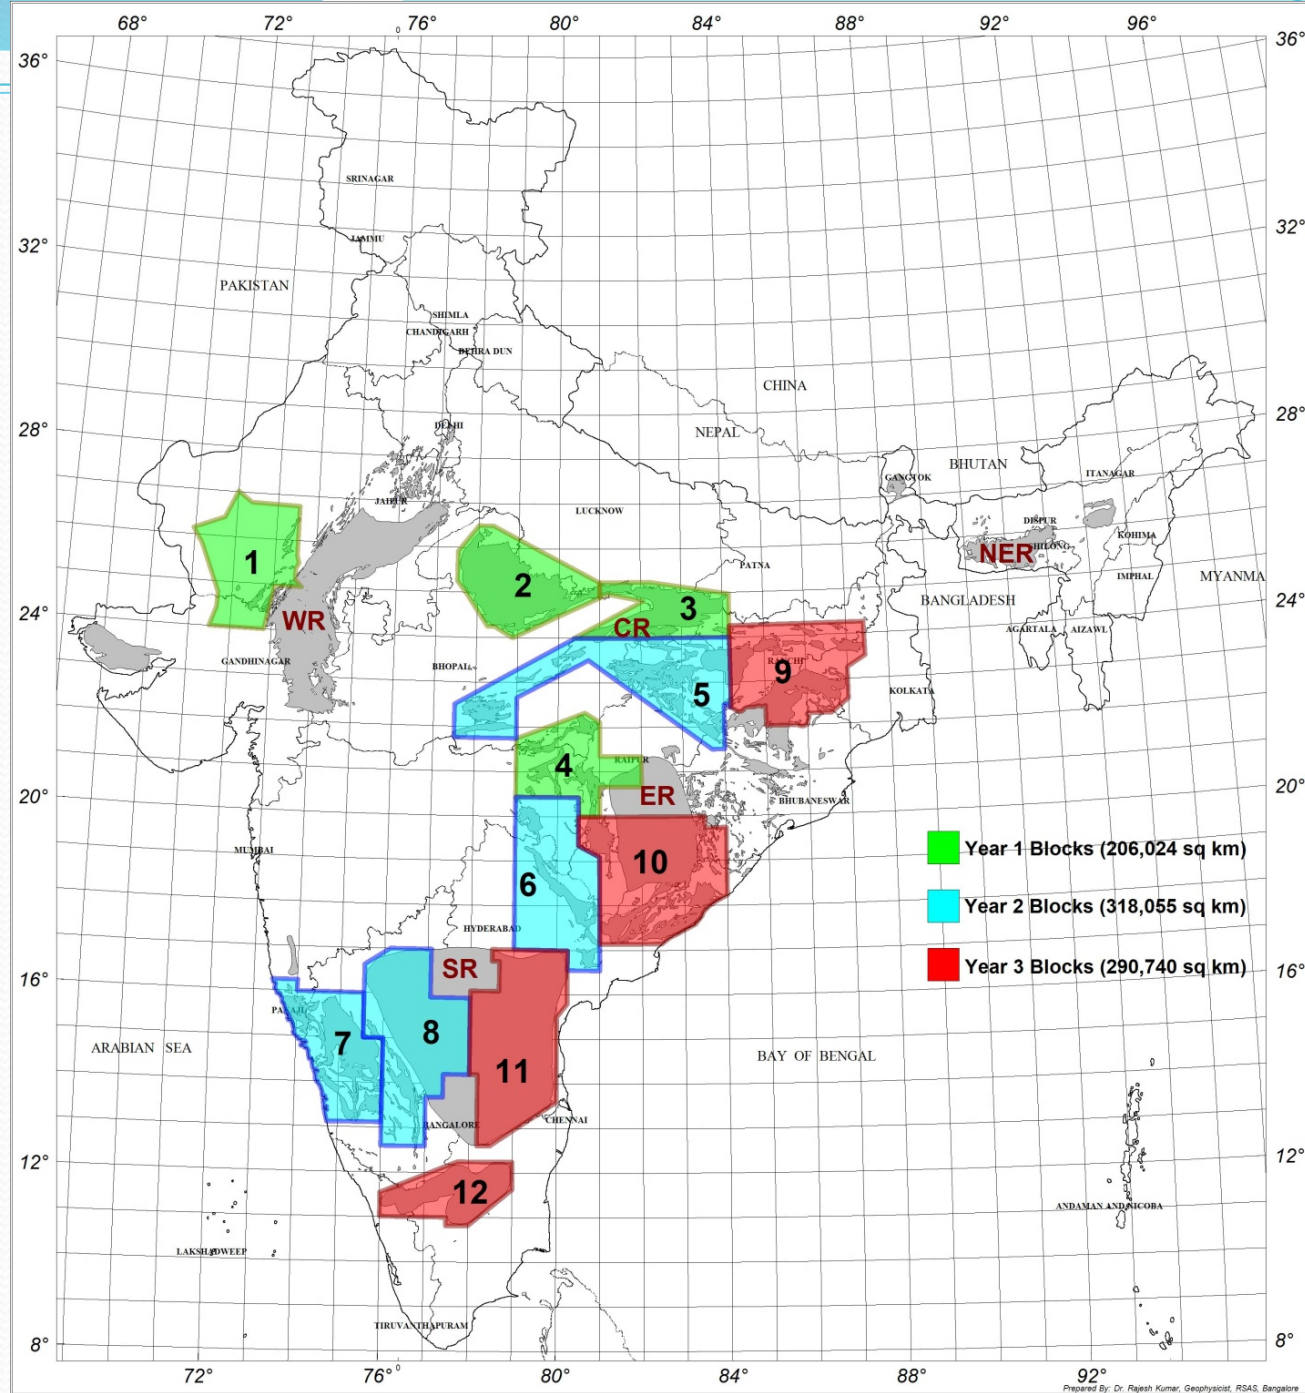 68° 72° 76° 80° 84° 88° 92° 96°
36° 36°
SRINAGAR
JAMMU
32° 32°
PAKISTAN
SHIMLA
CHANDIGARH
DEHRA DUN
CHINA
28° 28°
DELHI
NEPAL
BHUTAN
GANGTOK
ITANAGAR
JAIPUR
LUCKNOW
DISPUR
KOHIMA
SHILONG
NER
1
2
PATNA
IMPHAL
MYANMA
24° 24°
BANGLADESH
3
WR
CR
AGARTALA
AIZAWL
GANDHINAGAR
BHOPAL
RANCHI
9
5
KOLKATA
4
RAIPUR
20° 20°
ER
BHUBANESWAR
MUMBAI
Year 1 Blocks (206,024 sq km)
10
6
Year 2 Blocks (318,055 sq km)
HYDERABAD
Year 3 Blocks (290,740 sq km)
SR
16° 16°
PANAJI
8
7
ARABIAN SEA
BAY OF BENGAL
11
BANGALORE
CHENNAI
12° 12°
12
ANDAMAN AND NICOBA
LAKSHADWEEP
TIRUVANTHAPURAM
8° 8°
72° 76° 80° 84° 88° 92°
Prepared By: Dr. Rajesh Kumar, Geophysicist, RSAS, Bangalore